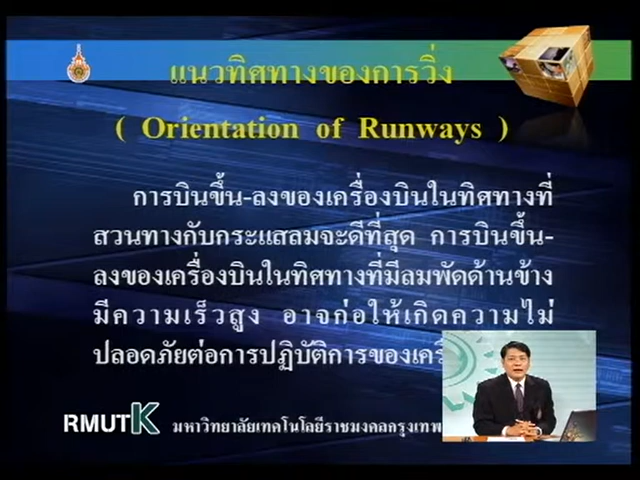 แนวทิศทางของการวิ่ง
( Orientation of Runways )
การบินขึ้น-ลงของเครื่องบินในทิศทางที่
สวนทางกับกระแสลมจะดีที่สุด การบินขึ้น-
ลงของเครื่องบินในทิศทางที่มีลมพัดด้านข้าง
มีความเร็วสูง อาจก่อให้เกิดความไม่
ปลอดภัยต่อการปฏิบัติการของ
RMUTK มหาวิทยาลัยเทคโนโลยีราชมงคลกรุงเทพ